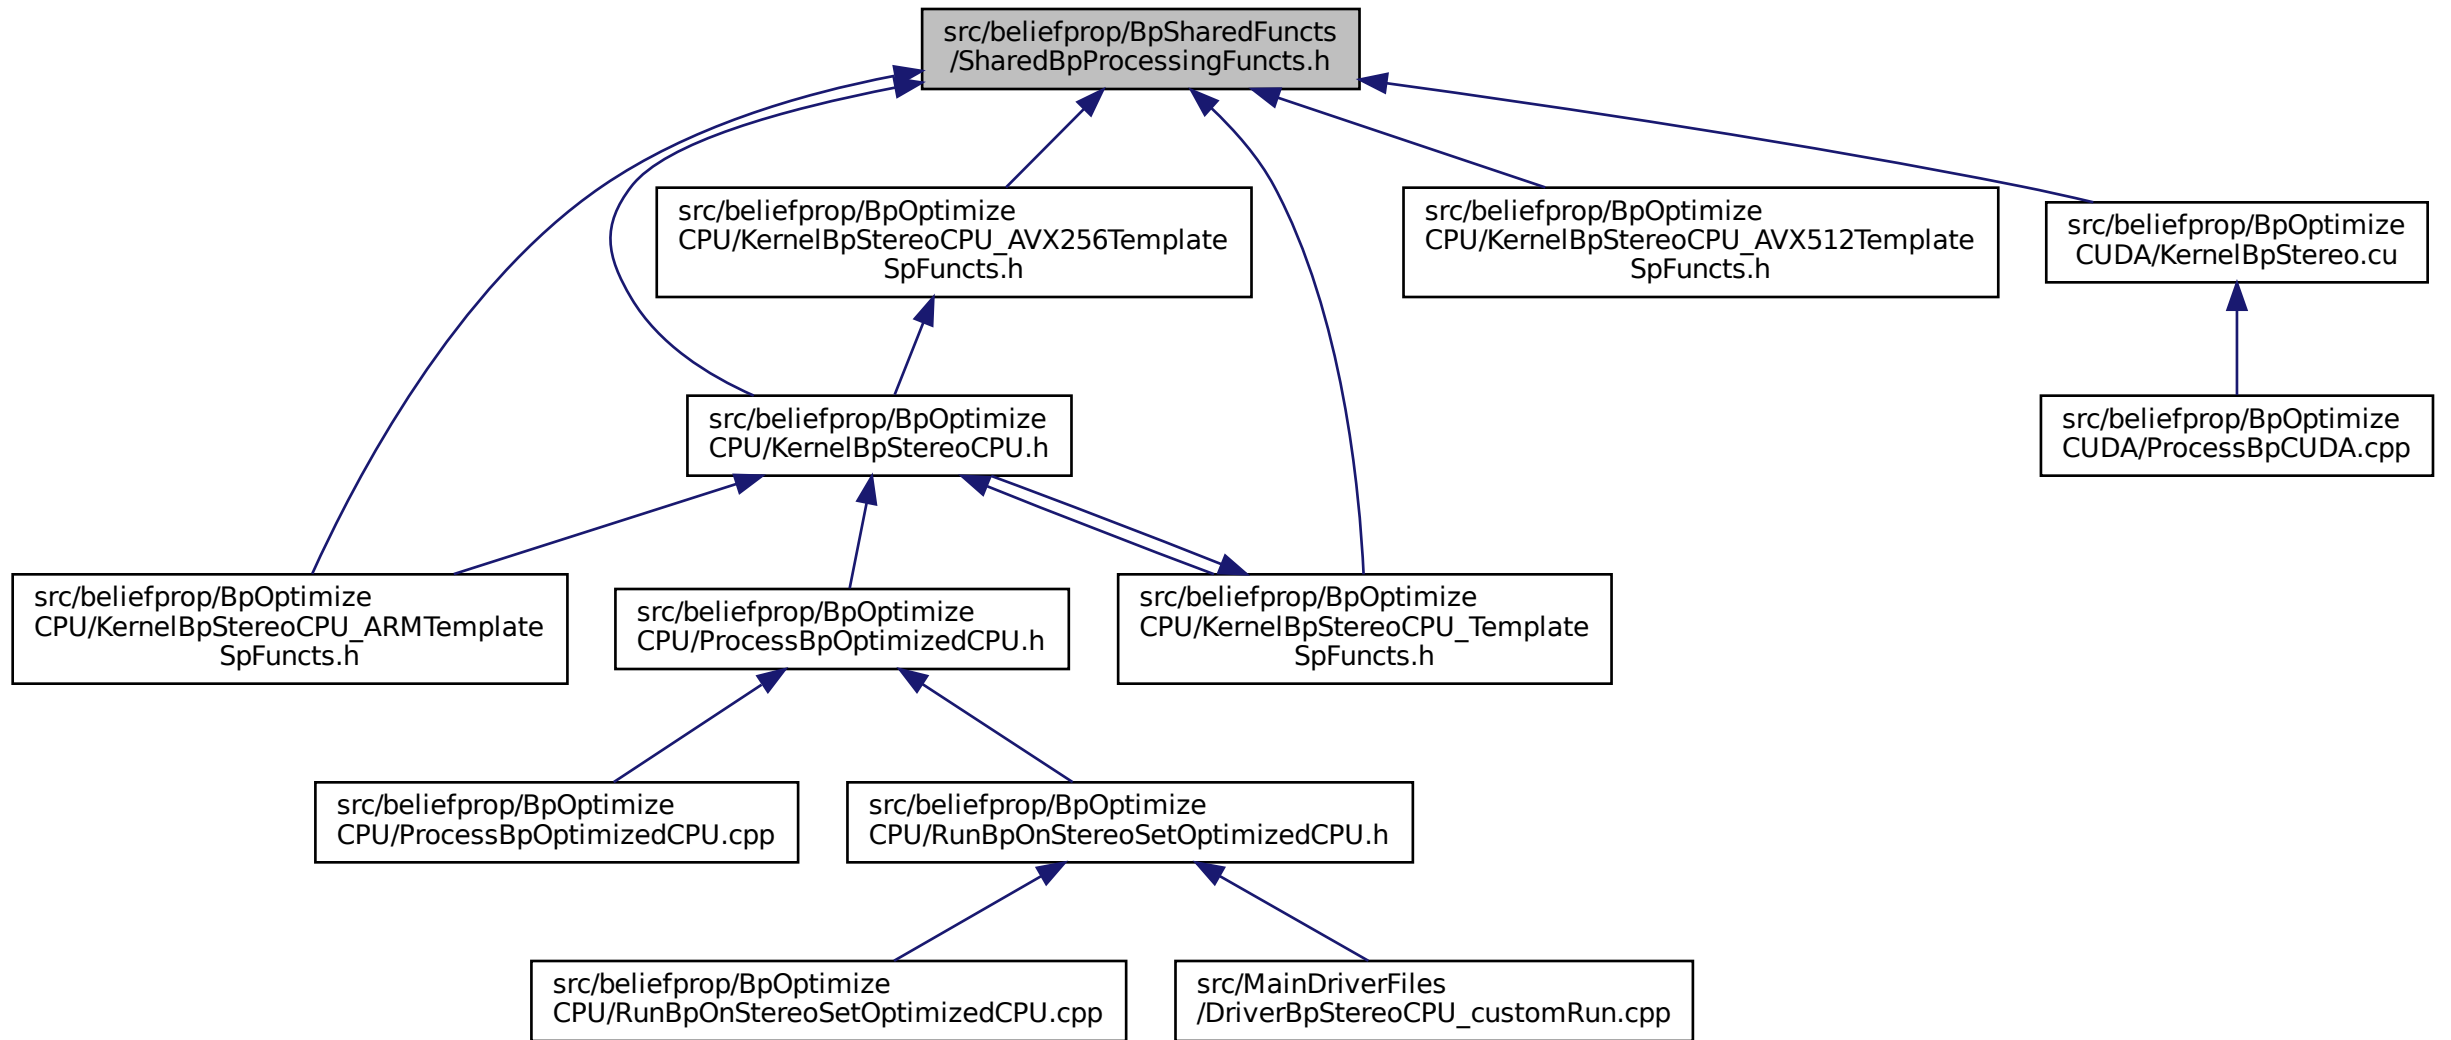 src/beliefprop/BpSharedFuncts
/SharedBpProcessingFuncts.h
src/beliefprop/BpOptimize
CPU/KernelBpStereoCPU_AVX256Template
SpFuncts.h
src/beliefprop/BpOptimize
CPU/KernelBpStereoCPU_AVX512Template
SpFuncts.h
src/beliefprop/BpOptimize
CUDA/KernelBpStereo.cu
src/beliefprop/BpOptimize
CPU/KernelBpStereoCPU.h
src/beliefprop/BpOptimize
CUDA/ProcessBpCUDA.cpp
src/beliefprop/BpOptimize
CPU/KernelBpStereoCPU_ARMTemplate
SpFuncts.h
src/beliefprop/BpOptimize
CPU/ProcessBpOptimizedCPU.h
src/beliefprop/BpOptimize
CPU/KernelBpStereoCPU_Template
SpFuncts.h
src/beliefprop/BpOptimize
CPU/ProcessBpOptimizedCPU.cpp
src/beliefprop/BpOptimize
CPU/RunBpOnStereoSetOptimizedCPU.h
src/beliefprop/BpOptimize
CPU/RunBpOnStereoSetOptimizedCPU.cpp
src/MainDriverFiles
/DriverBpStereoCPU_customRun.cpp